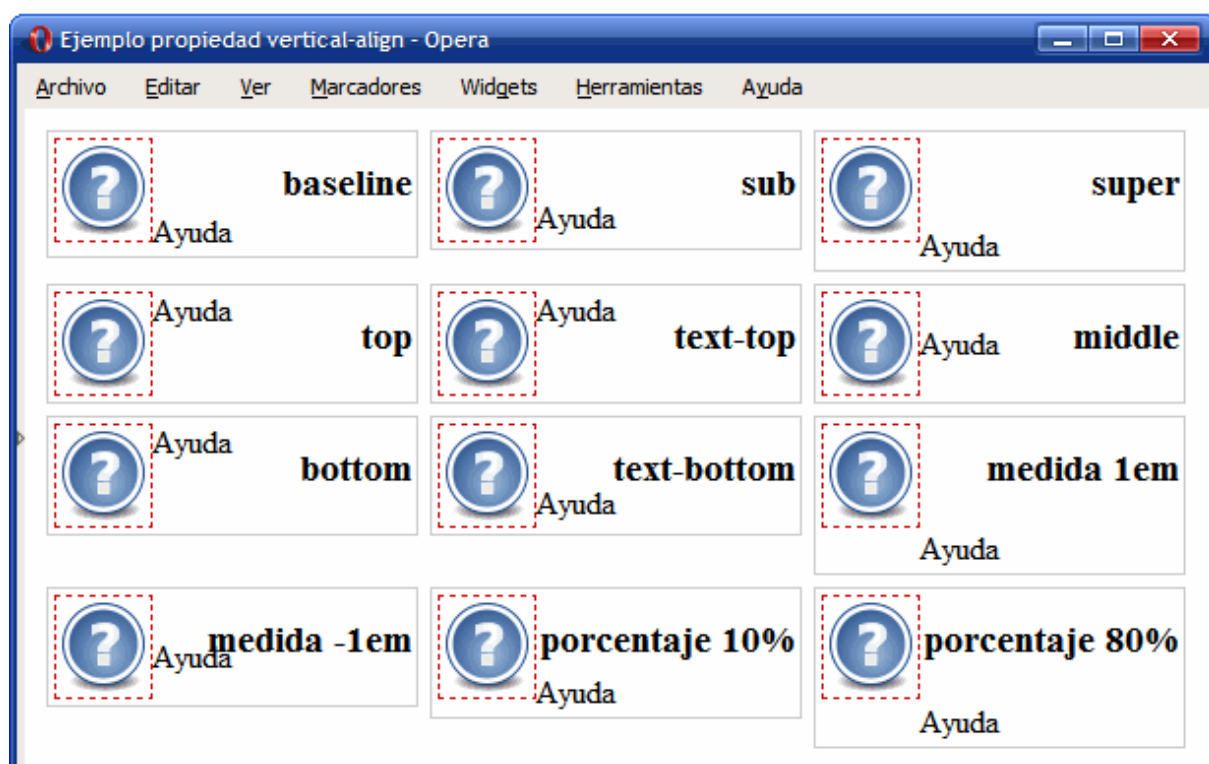 Ejemplo propiedad vertical-align - Opera
Archivo Editar Ver Marcadores Widgets Herramientas Ayuda
? baseline Ayuda
? sub Ayuda
? super Ayuda
? Ayuda top
? Ayuda text-top
? Ayuda middle
? Ayuda bottom
? text-bottom Ayuda
? medida 1em Ayuda
? medida -1em Ayuda
? porcentaje 10% Ayuda
? porcentaje 80% Ayuda